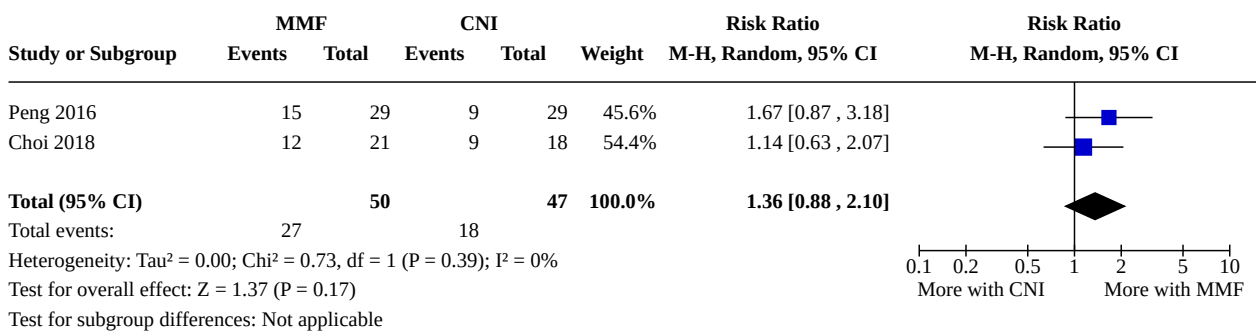 MMF CNI Risk Ratio Risk Ratio
Study or Subgroup Events Total Events Total Weight M-H, Random, 95% CI M-H, Random, 95% CI
Peng 2016 15 29 9 29 45.6% 1.67 [0.87 , 3.18]
Choi 2018 12 21 9 18 54.4% 1.14 [0.63 , 2.07]
Total (95% CI) 50 47 100.0% 1.36 [0.88 , 2.10]
Total events: 27 18
Heterogeneity: Tau² = 0.00; Chi² = 0.73, df = 1 (P = 0.39); I² = 0%
0.1 0.2 0.5 1 2 5 10
Test for overall effect: Z = 1.37 (P = 0.17)
More with CNI More with MMF
Test for subgroup differences: Not applicable